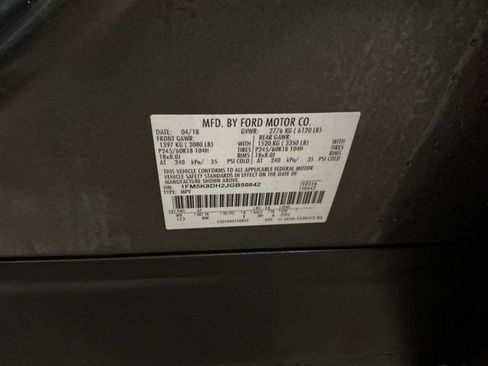 MFD. BY FORD MOTOR CO.
DATE: 04/18 GVWR: 2776 KG ( 6120 LB)
FRONT GAWR: REAR GAWR:
1397 KG ( 3080 LB) 1520 KG ( 3350 LB)
P245/60R18 104H TIRES P245/60R18 104H TIRES
18x8.0J RIMS 18x8.0J RIMS
AT 240 kPa/ 35 PSI COLD AT 240 kPa/ 35 PSI COLD
THIS VEHICLE CONFORMS TO ALL APPLICABLE FEDERAL MOTOR
VEHICLE SAFETY STANDARDS IN EFFECT ON THE DATE OF
MANUFACTURE SHOWN ABOVE.
VIN: 1FM5K8DH2JGB50842
TYPE: MPV
F0316